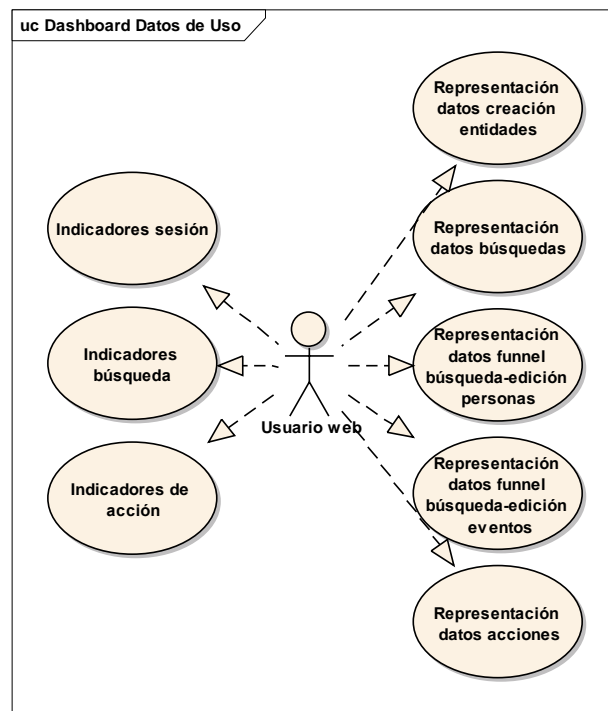 uc Dashboard Datos de Uso
Indicadores sesión
Indicadores
búsqueda
Indicadores de
acción
Usuario web
Representación
datos creación
entidades
Representación
datos búsquedas
Representación
datos funnel
búsqueda-edición
personas
Representación
datos funnel
búsqueda-edición
eventos
Representación
datos acciones